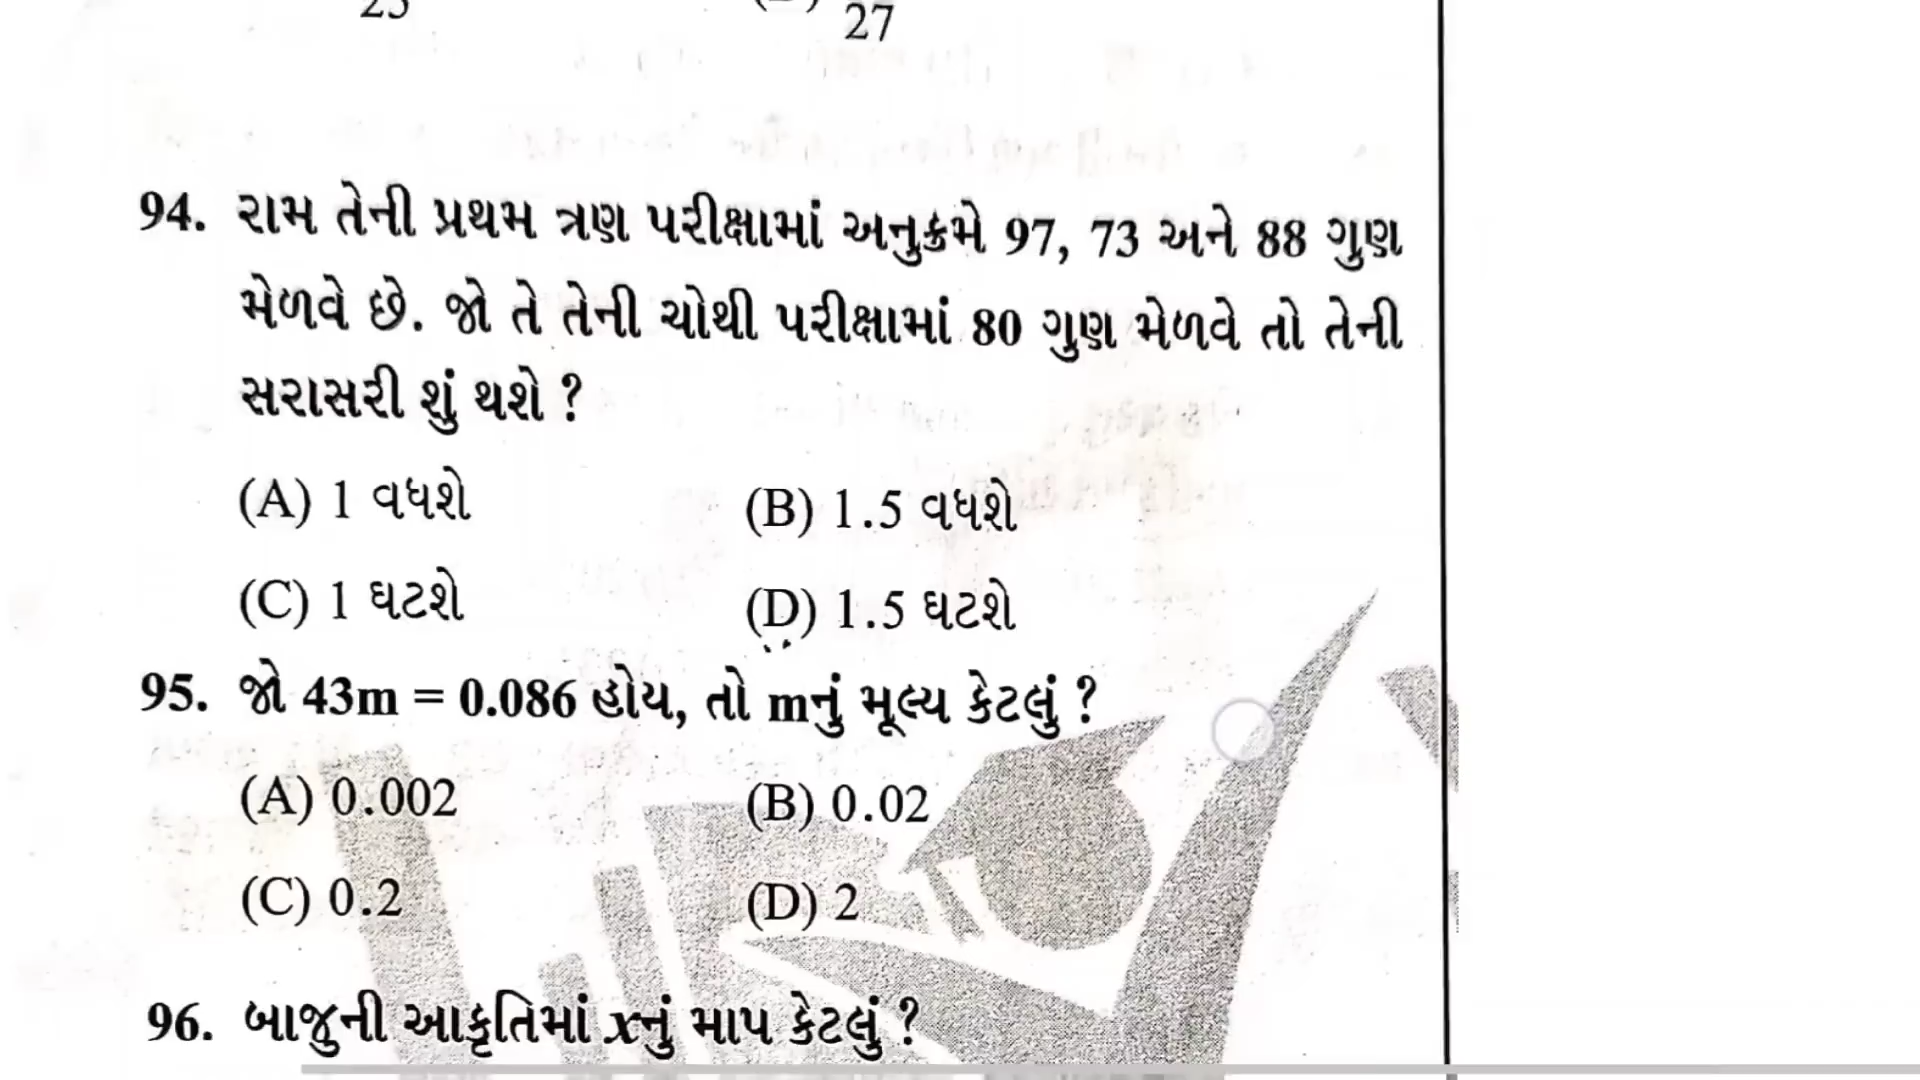 27
94. રામ તેની પ્રથમ ત્રણ પરીક્ષામાં અનુક્રમે 97, 73 અને 88 ગુણ
મેળવે છે. જો તે તેની ચોથી પરીક્ષામાં 80 ગુણ મેળવે તો તેની
સરાસરી શું થશે ?
(A) 1 વધશે (B) 1.5 વધશે
(C) 1 ઘટશે (D) 1.5 ઘટશે
95. જો 43m = 0.086 હોય, તો mનું મૂલ્ય કેટલું ?
(A) 0.002 (B) 0.02
(C) 0.2 (D) 2
96. બાજુની આકૃતિમાં xનું માપ કેટલું ?